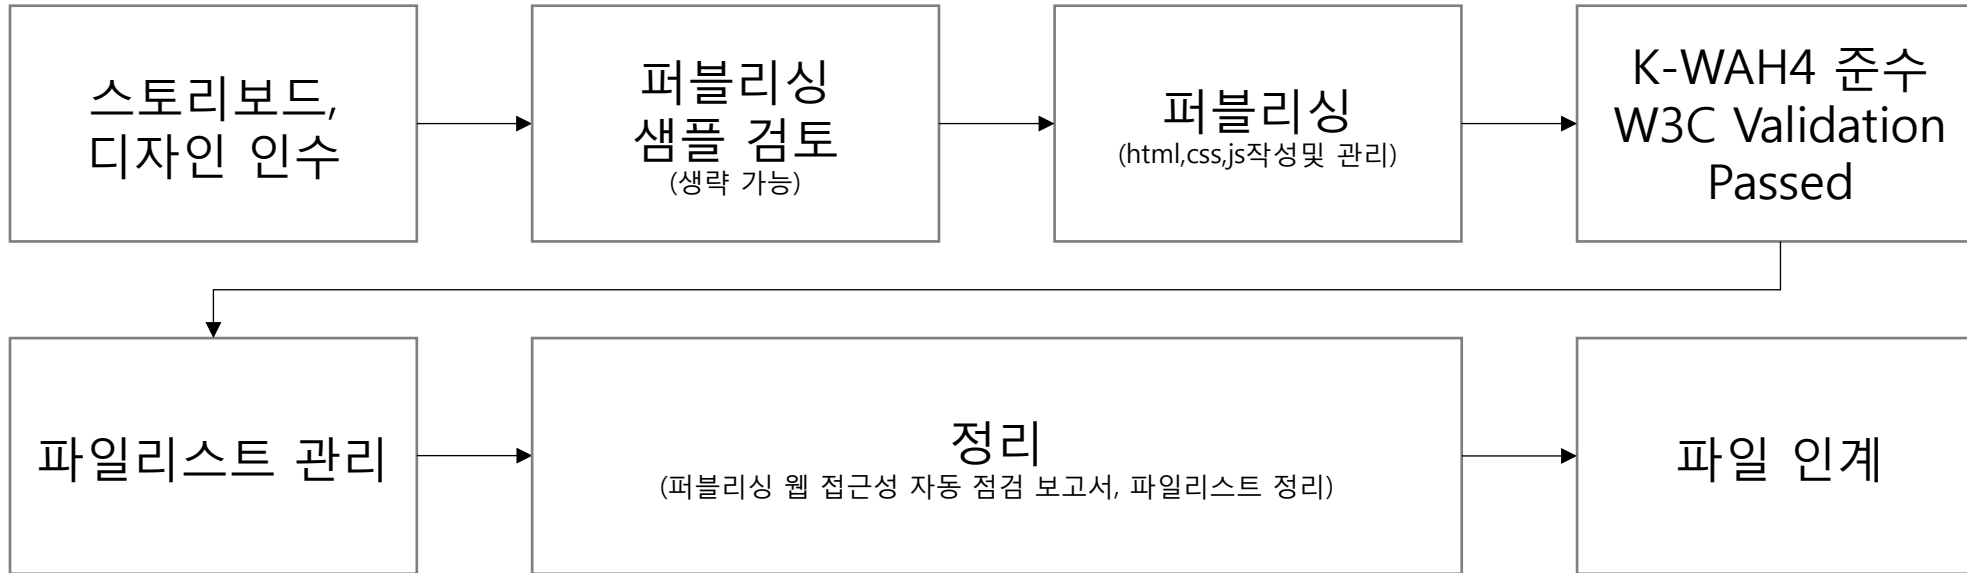 스토리보드,
디자인 인수
퍼블리싱
샘플 검토
(생략 가능)
퍼블리싱
(html,css,js작성및 관리)
K-WAH4 준수
W3C Validation
Passed
파일리스트 관리
정리
(퍼블리싱 웹 접근성 자동 점검 보고서, 파일리스트 정리)
파일 인계